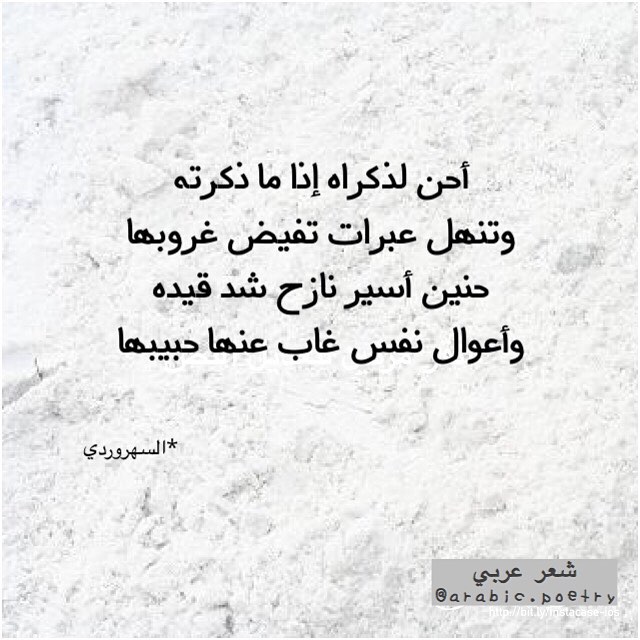 أحن لذكراه إذا ما ذكرته
وتنهل عبرات تفيض غروبها
حنين أسير نازح شد قيده
وأعوال نفس غاب عنها حبيبها
*السهروردي
شعر عربي
@arabic.poetry